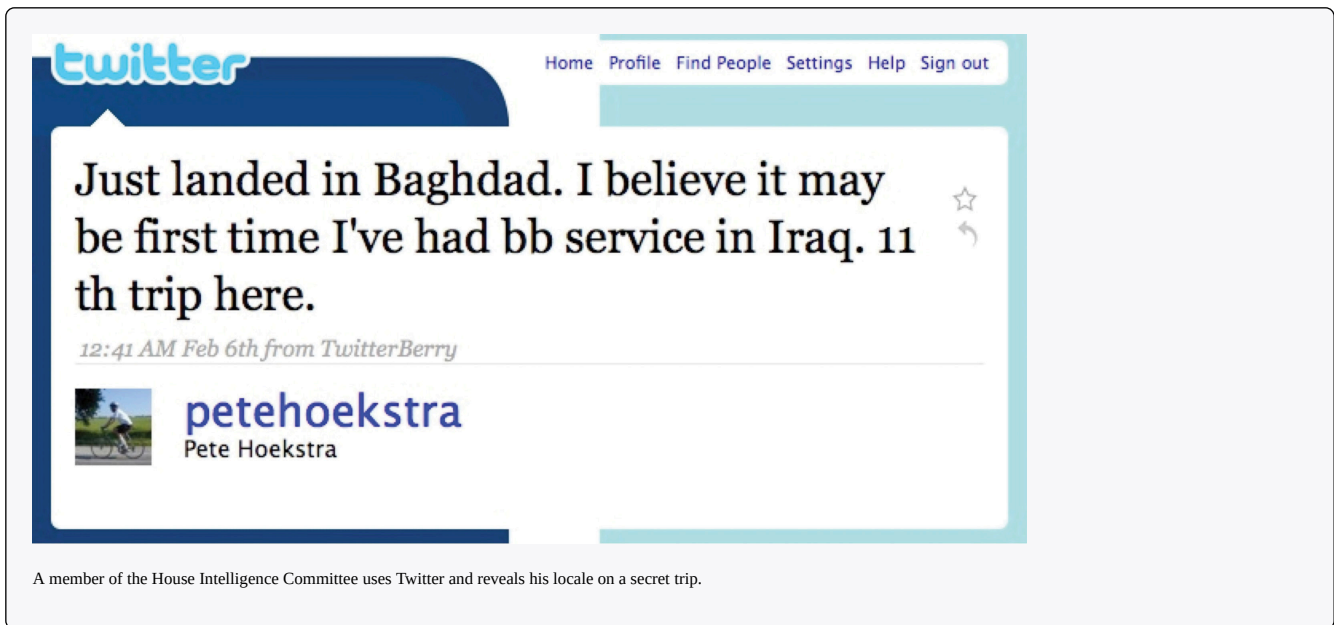 twitter
Home Profile Find People Settings Help Sign out
Just landed in Baghdad. I believe it may
be first time I've had bb service in Iraq. 11
th trip here.
12:41 AM Feb 6th from TwitterBerry
petehoekstra
Pete Hoekstra
A member of the House Intelligence Committee uses Twitter and reveals his locale on a secret trip.